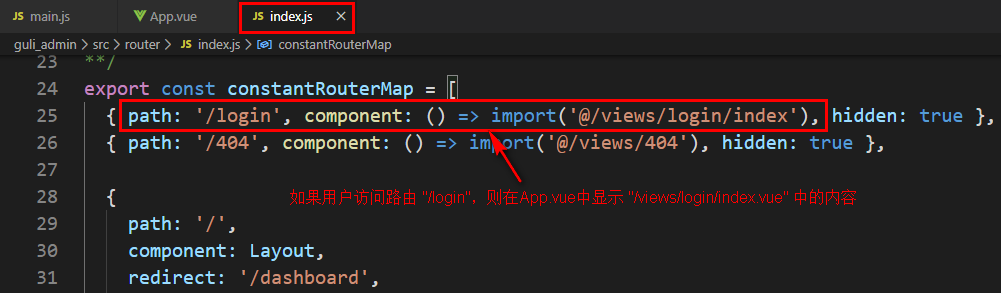 main.js App.vue index.js ×
guli_admin > src > router > index.js > constantRouterMap
23 **/
24 export const constantRouterMap = [
25 { path: '/login', component: () => import('@/views/login/index'), hidden: true },
26 { path: '/404', component: () => import('@/views/404'), hidden: true },
27
28 {
如果用户访问路由 "/login"，则在App.vue中显示 "/views/login/index.vue" 中的内容
29 path: '/',
30 component: Layout,
31 redirect: '/dashboard',